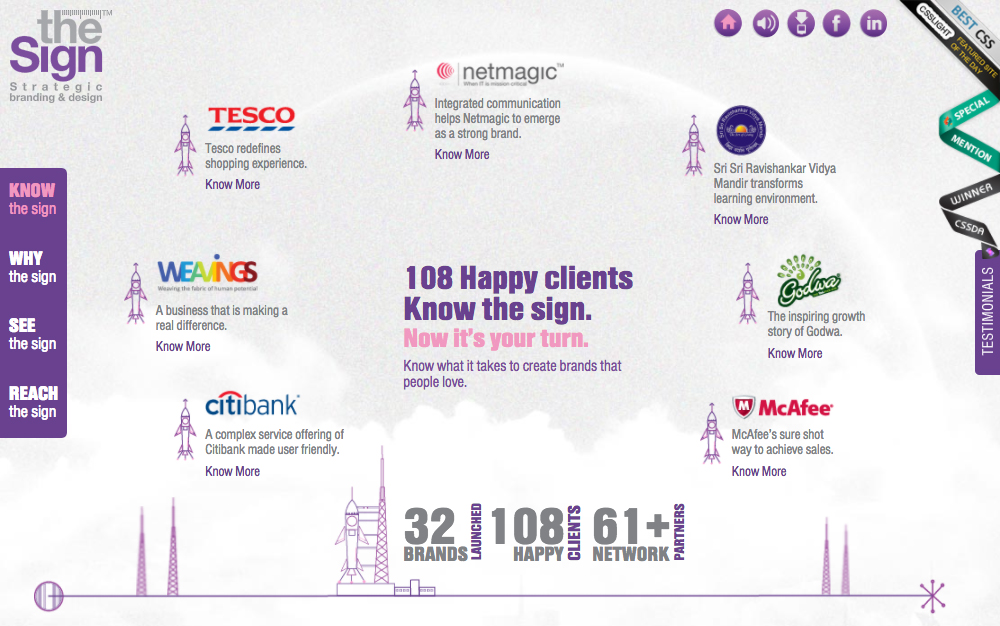 the TM
Sign
Strategic
branding & design
BEST CSS
CSSLIGHT
FEATURED SITE
OF THE DAY
SPECIAL
MENTION
WINNER
CSSDA
TESTIMONIALS
KNOW
the sign
WHY
the sign
SEE
the sign
REACH
the sign
netmagic™
When IT is mission critical
Integrated communication
helps Netmagic to emerge
as a strong brand.
Know More
TESCO
Tesco redefines
shopping experience.
Know More
Sri Sri Ravishankar Vidya
Mandir transforms
learning environment.
Know More
WEAVINGS
Weaving the fabric of human potential
A business that is making a
real difference.
Know More
108 Happy clients
Know the sign.
Now it's your turn.
Know what it takes to create brands that
people love.
Godwa
The inspiring growth
story of Godwa.
Know More
citibank
A complex service offering of
Citibank made user friendly.
Know More
McAfee
McAfee's sure shot
way to achieve sales.
Know More
32
BRANDS
LAUNCHED
108
HAPPY
CLIENTS
61+
NETWORK
PARTNERS